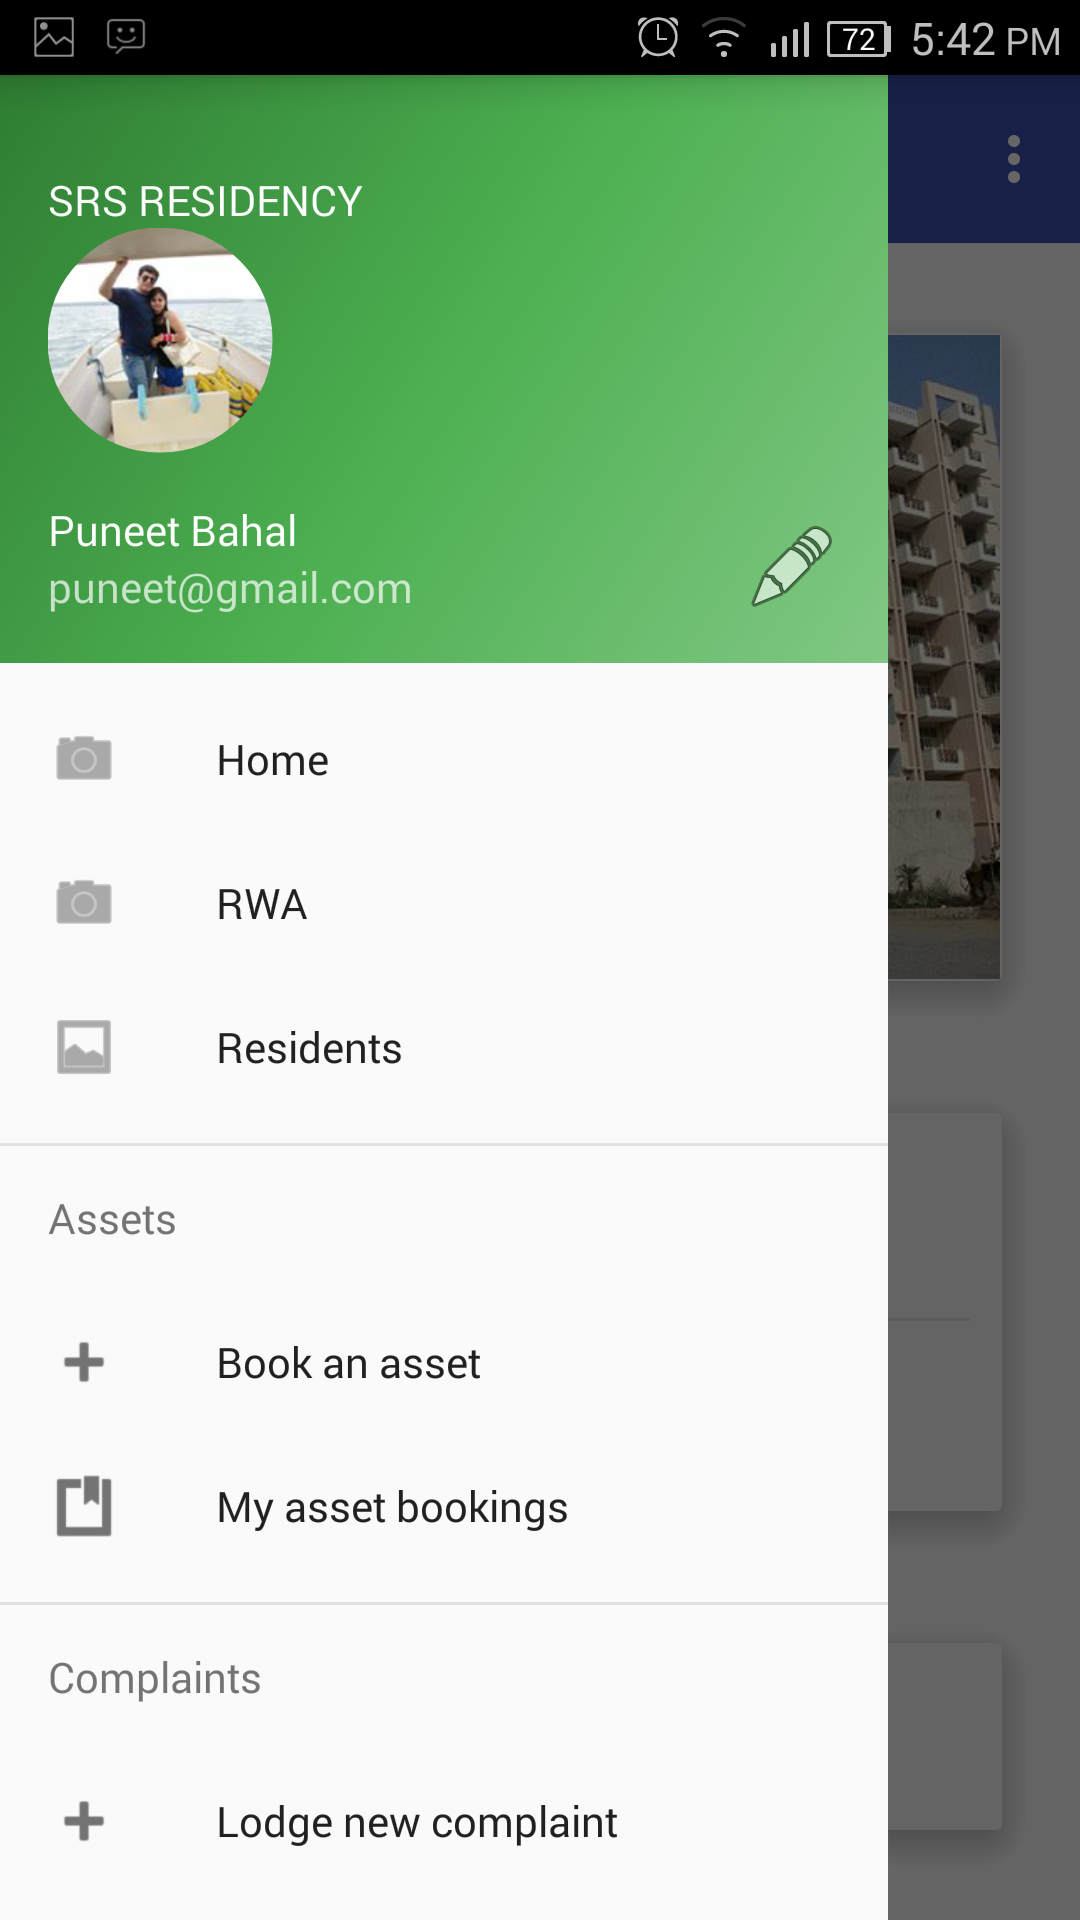 72 5:42 PM
SRS RESIDENCY
Puneet Bahal
puneet@gmail.com
Home
RWA
Residents
Assets
Book an asset
My asset bookings
Complaints
Lodge new complaint